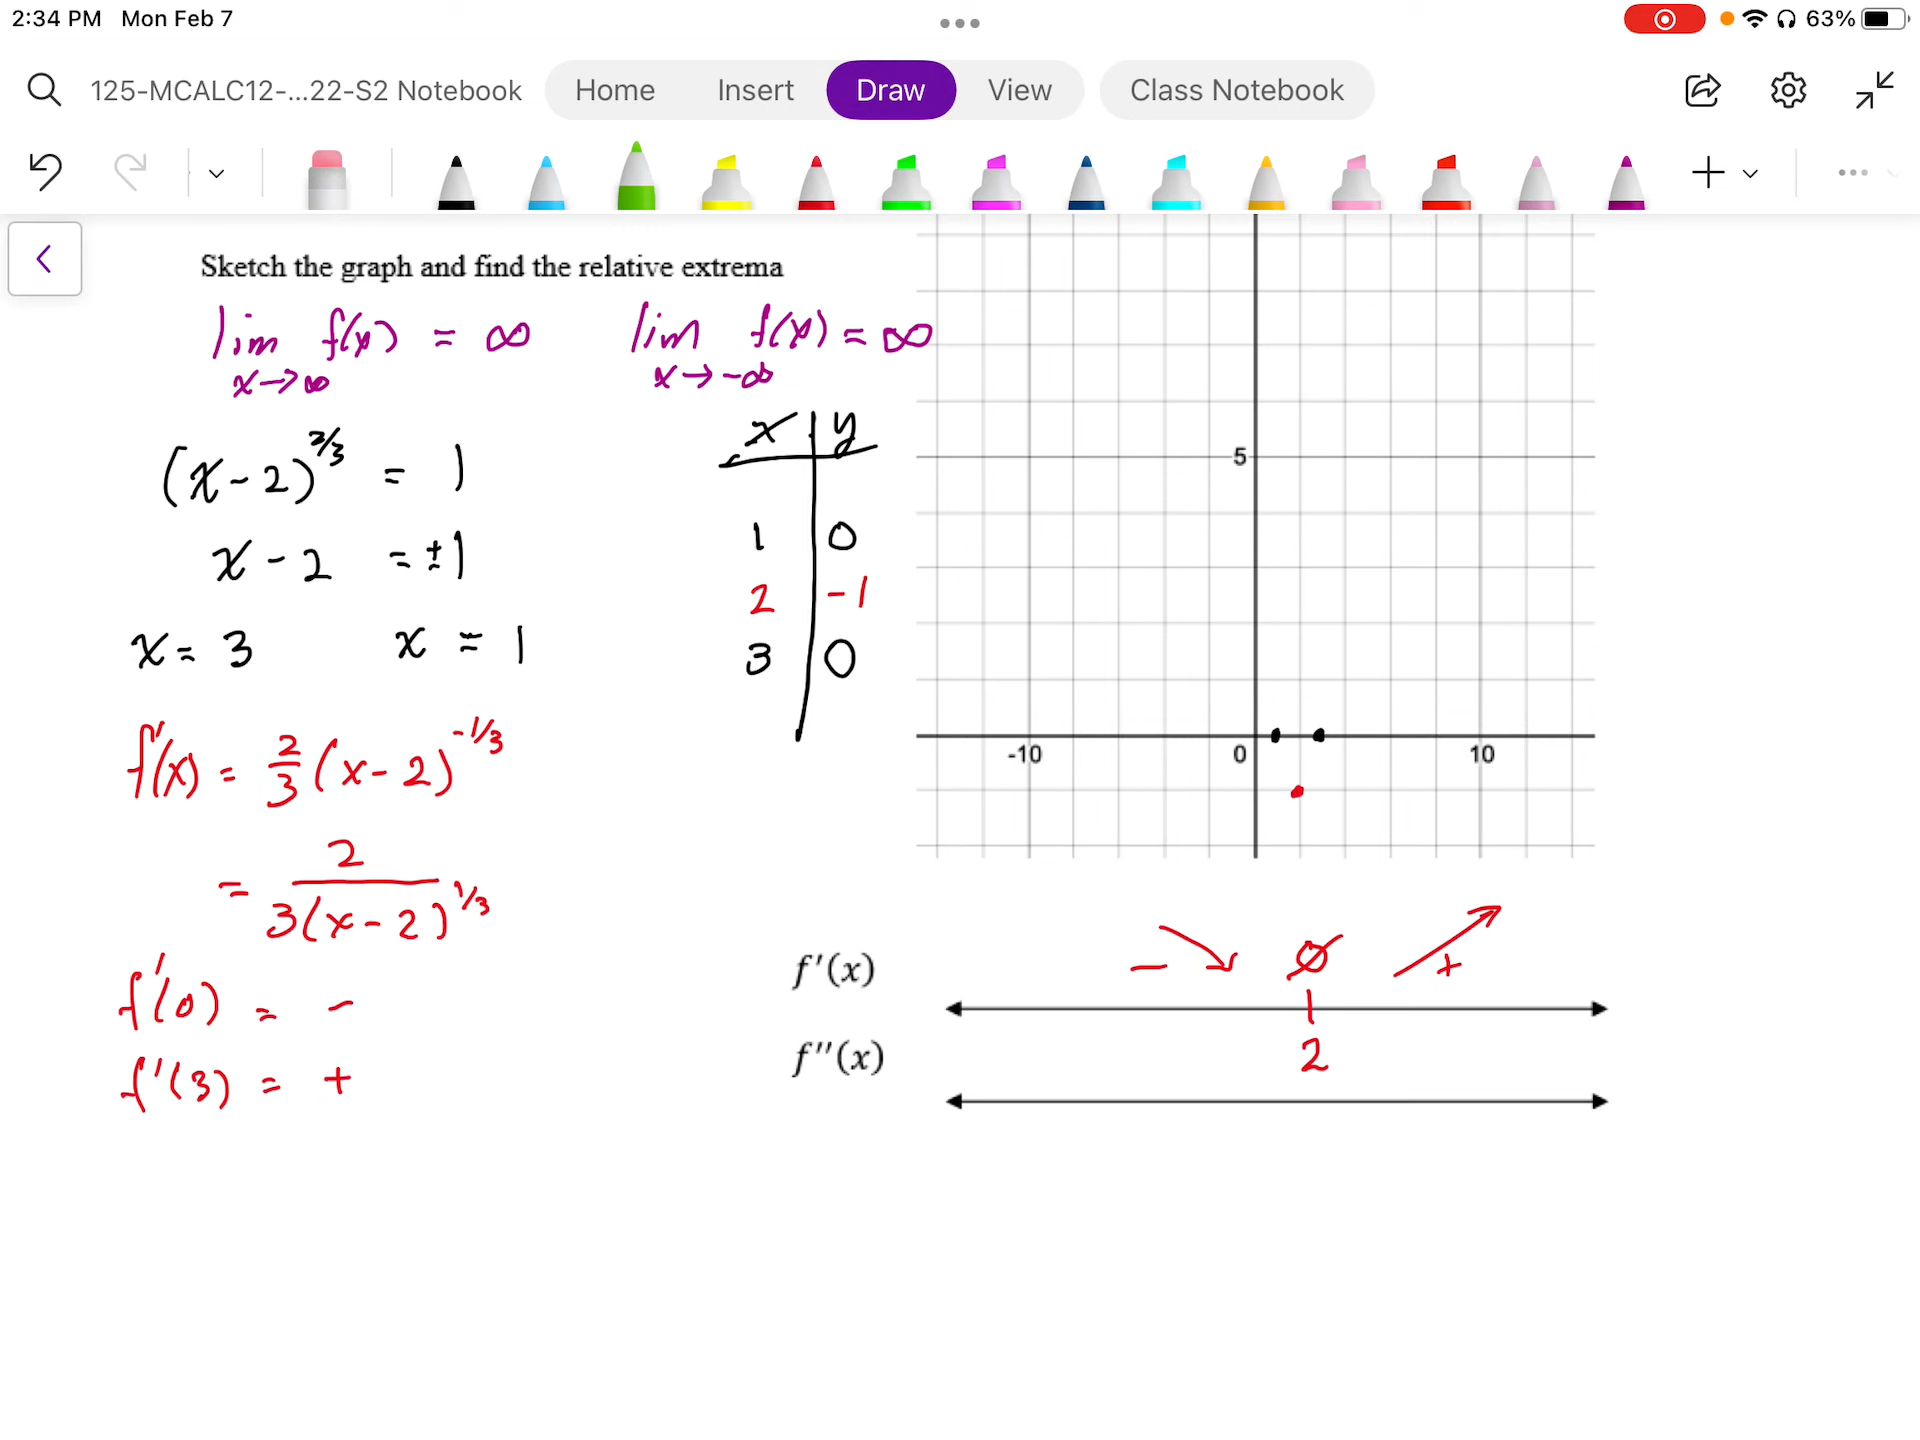 2:34 PM Mon Feb 7
63%
125-MCALC12-...22-S2 Notebook Home Insert Draw View Class Notebook
Sketch the graph and find the relative extrema
lim f(x) = ∞ lim f(x) = ∞
x→∞ x→-∞
(x-2)^2/3 = 1
x - 2 = ±1
x = 3 x = 1
x y
1 0
2 -1
3 0
f'(x) = 2/3 (x-2)^-1/3
= 2 / 3(x-2)^1/3
f'(0) = -
f'(3) = +
5
-10 0 10
f'(x) - Ø +
2
f''(x)